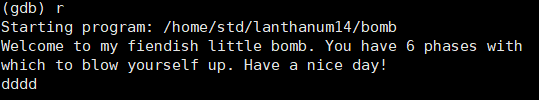 (gdb) r
Starting program: /home/std/lanthanum14/bomb
Welcome to my fiendish little bomb. You have 6 phases with
which to blow yourself up. Have a nice day!
dddd